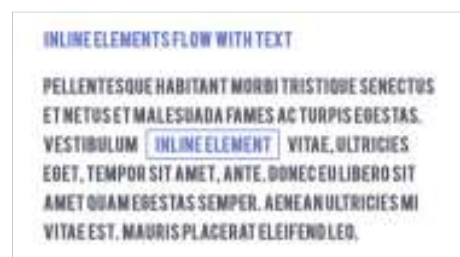 INLINE ELEMENTS FLOW WITH TEXT
PELLENTESQUE HABITANT MORBI TRISTIQUE SENECTUS
ET NETUS ET MALESUADA FAMES AC TURPIS EGESTAS.
VESTIBULUM INLINE ELEMENT VITAE, ULTRICIES
EGET, TEMPOR SIT AMET, ANTE. DONEC EU LIBERO SIT
AMET QUAM EGESTAS SEMPER. AENEAN ULTRICIES MI
VITAE EST. MAURIS PLACERAT ELEIFEND LEO.